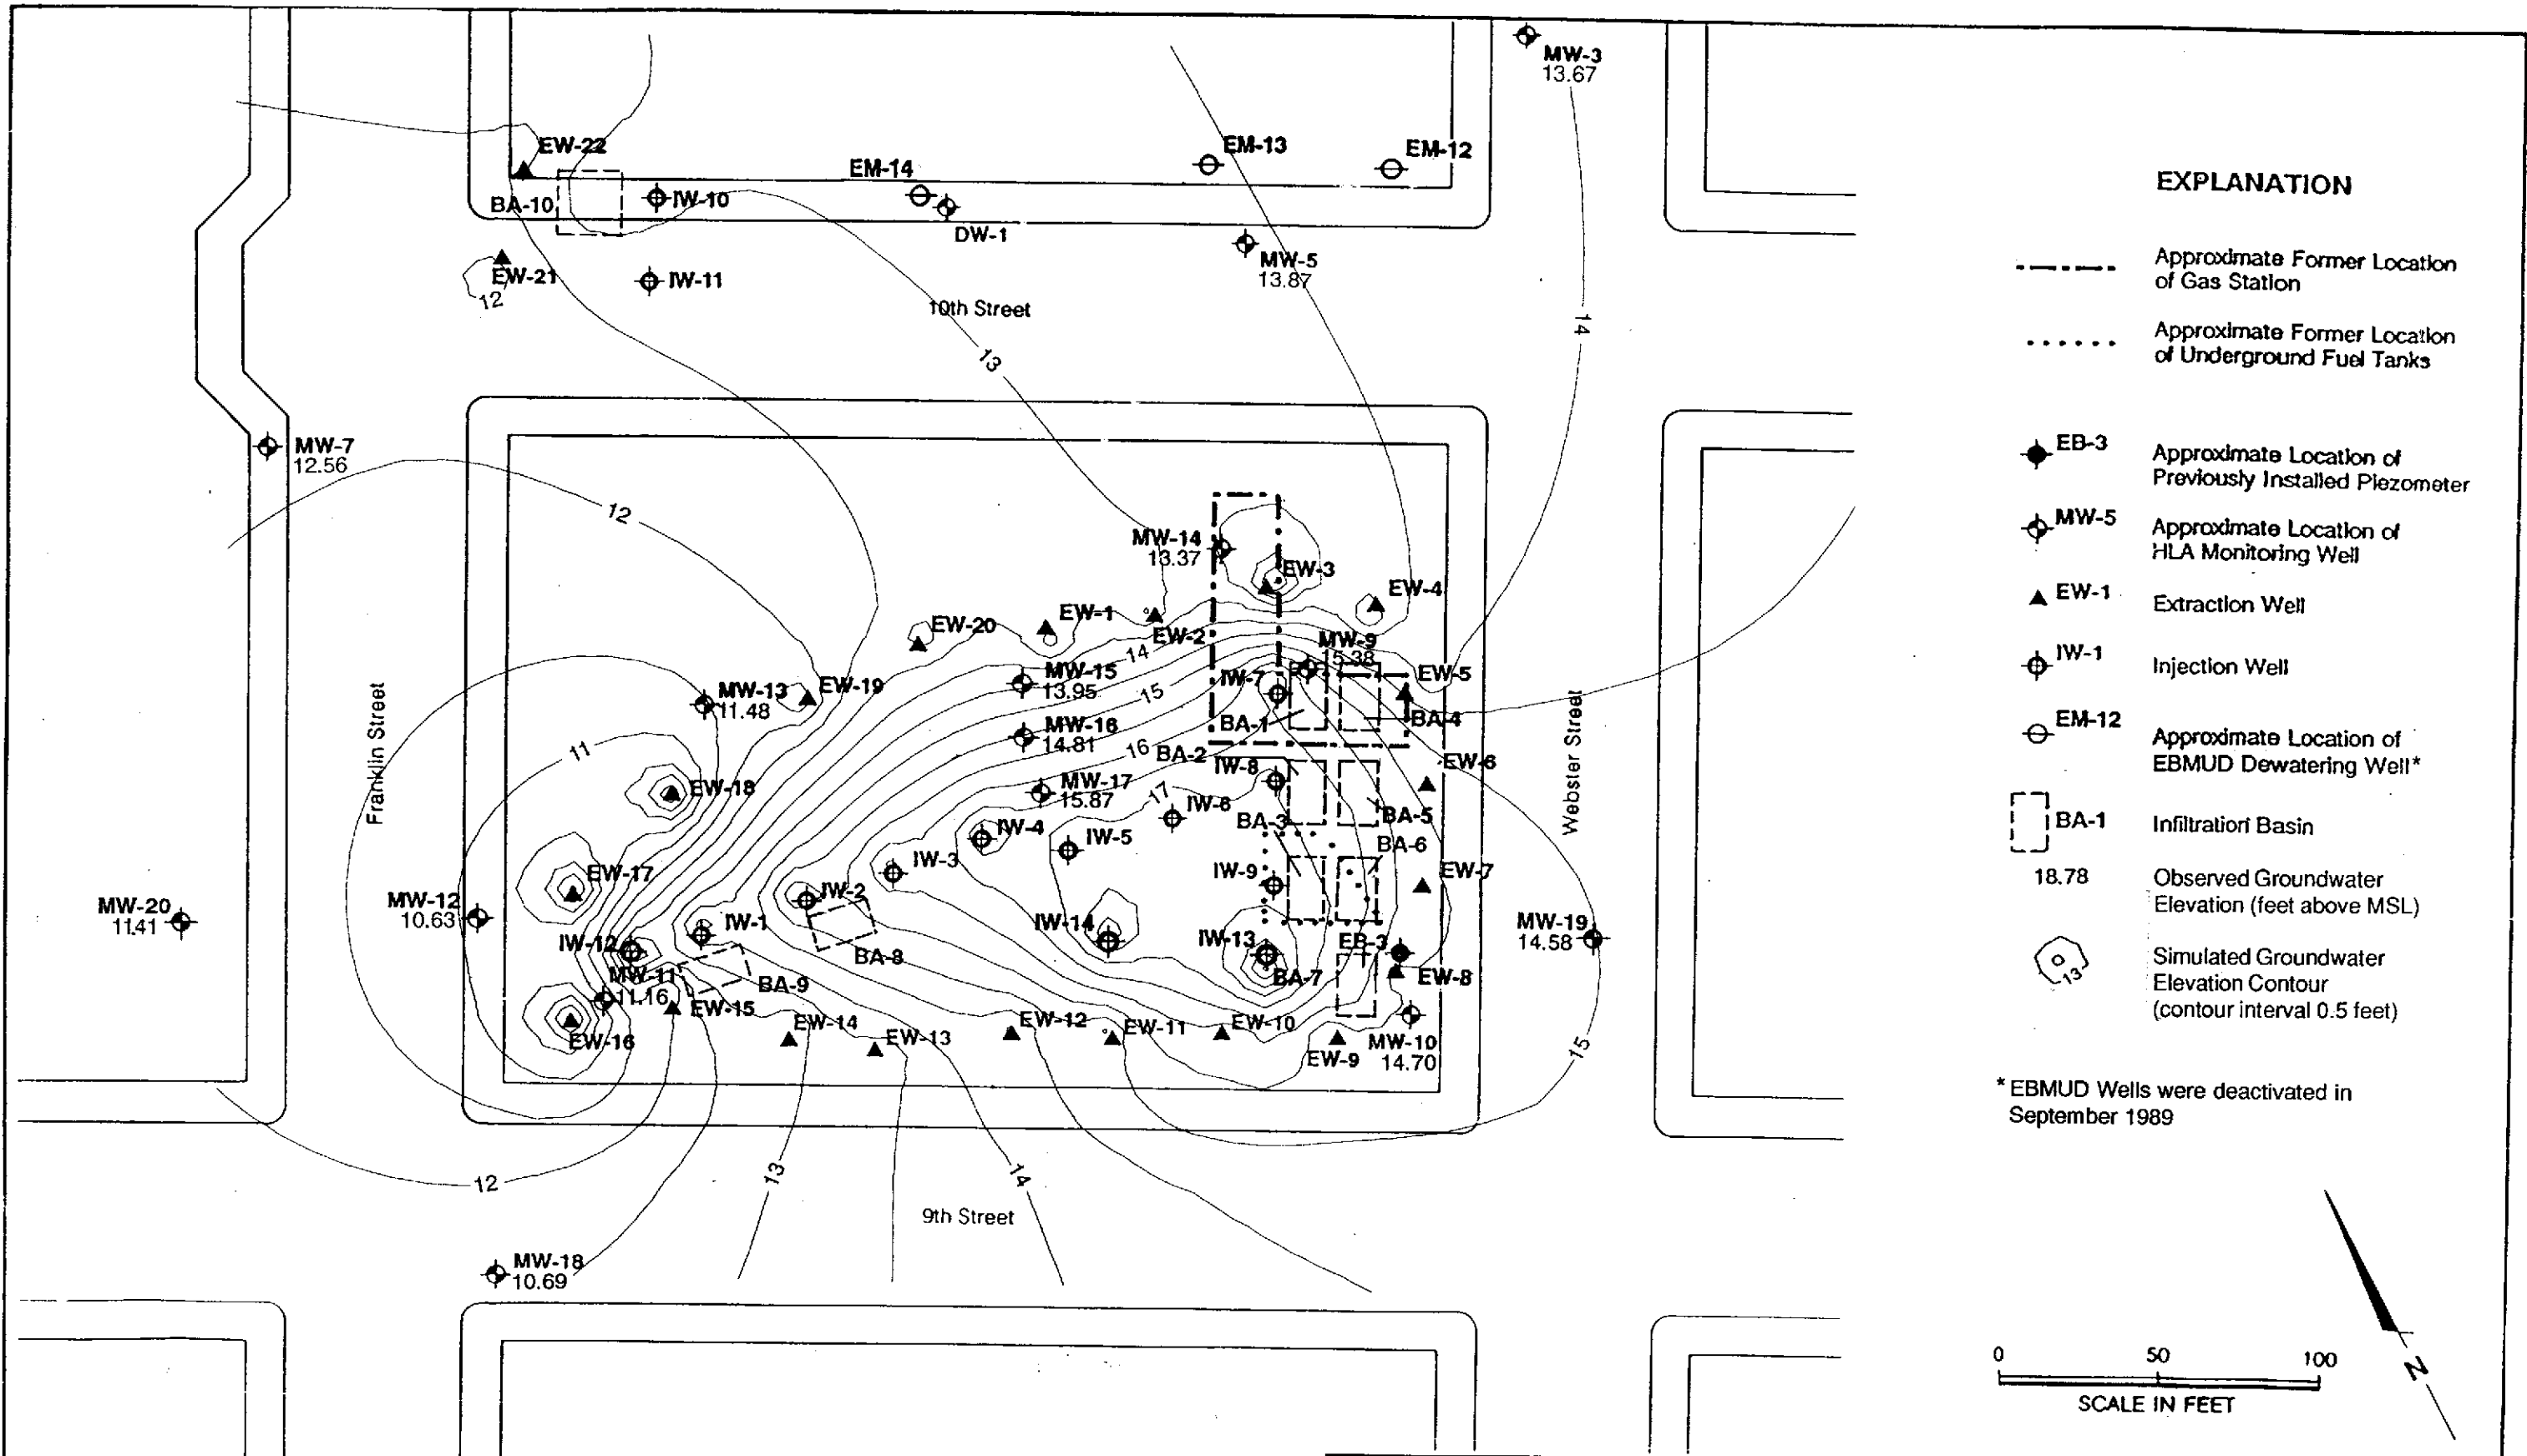 MW-3
13.67
EW-22
EM-14
EM-13
EM-12
BA-10
IW-10
DW-1
MW-5
13.87
EW-21
12
IW-11
10th Street
13
14
MW-7
12.56
12
MW-14
13.37
EW-3
EW-4
EW-20
EW-1
EW-2
14
MW-9
15.38
MW-15
13.95
15
IW-7
EW-5
MW-13
11.48
EW-19
BA-1
BA-4
MW-16
14.81
16
BA-2
11
Franklin Street
Webster Street
IW-8
EW-6
EW-18
MW-17
15.87
17
IW-6
BA-3
BA-5
IW-4
IW-5
BA-6
IW-3
EW-17
IW-9
EW-7
IW-2
MW-20
11.41
MW-12
10.63
IW-1
IW-14
IW-13
EB-3
MW-19
14.58
IW-12
BA-8
MW-11
11.16
BA-9
BA-7
EW-8
EW-15
EW-14
EW-13
EW-12
EW-11
EW-10
EW-16
EW-9
MW-10
14.70
15
12
13
14
9th Street
MW-18
10.69
EXPLANATION
Approximate Former Location
of Gas Station
Approximate Former Location
of Underground Fuel Tanks
EB-3
Approximate Location of
Previously Installed Piezometer
MW-5
Approximate Location of
HLA Monitoring Well
EW-1
Extraction Well
IW-1
Injection Well
EM-12
Approximate Location of
EBMUD Dewatering Well*
BA-1
Infiltration Basin
18.78
Observed Groundwater
Elevation (feet above MSL)
13
Simulated Groundwater
Elevation Contour
(contour interval 0.5 feet)
* EBMUD Wells were deactivated in
September 1989
N
0 50 100
SCALE IN FEET